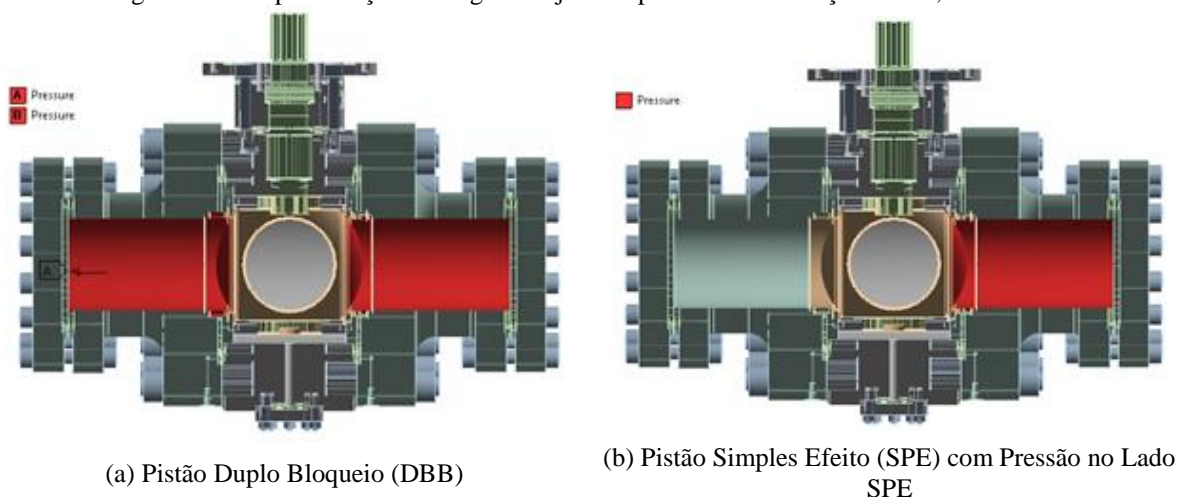 A Pressure
B Pressure
Pressure
A
(a) Pistão Duplo Bloqueio (DBB)
(b) Pistão Simples Efeito (SPE) com Pressão no Lado
SPE